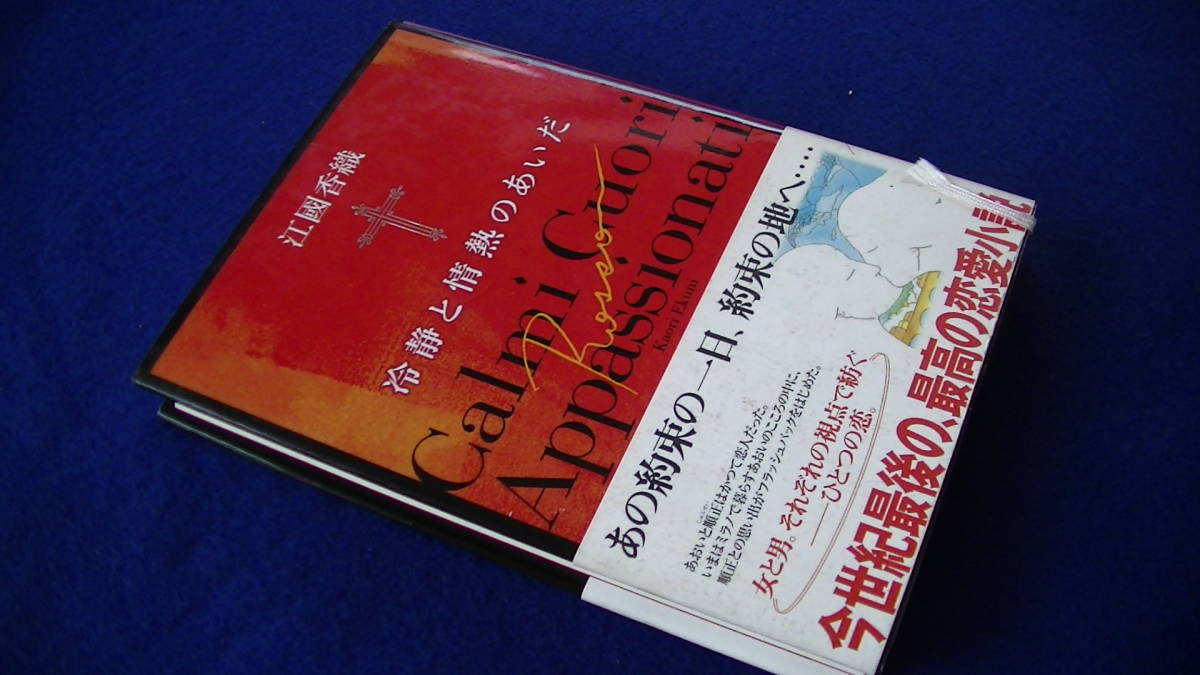 江國香織
冷静と情熱のあいだ
Calmi Cuori
Appassionati
Rosso
Kaori Ekuni
あの約束の一日、約束の地へ‥‥
あおいと順正はかつて恋人だった。
いまはミラノで暮らすあおいのこころの中に、
順正との思い出がフラッシュバックをはじめた。
女と男。それぞれの視点で紡ぐ
――ひとつの恋。
今世紀最後の、最高の恋愛小説